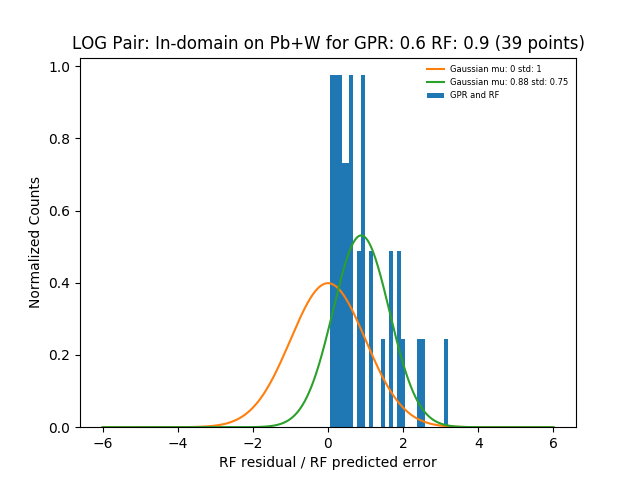 LOG Pair: In-domain on Pb+W for GPR: 0.6 RF: 0.9 (39 points)
Gaussian mu: 0 std: 1
Gaussian mu: 0.88 std: 0.75
GPR and RF
Normalized Counts
1.0
0.8
0.6
0.4
0.2
0.0
−6
−4
−2
0
2
4
6
RF residual / RF predicted error